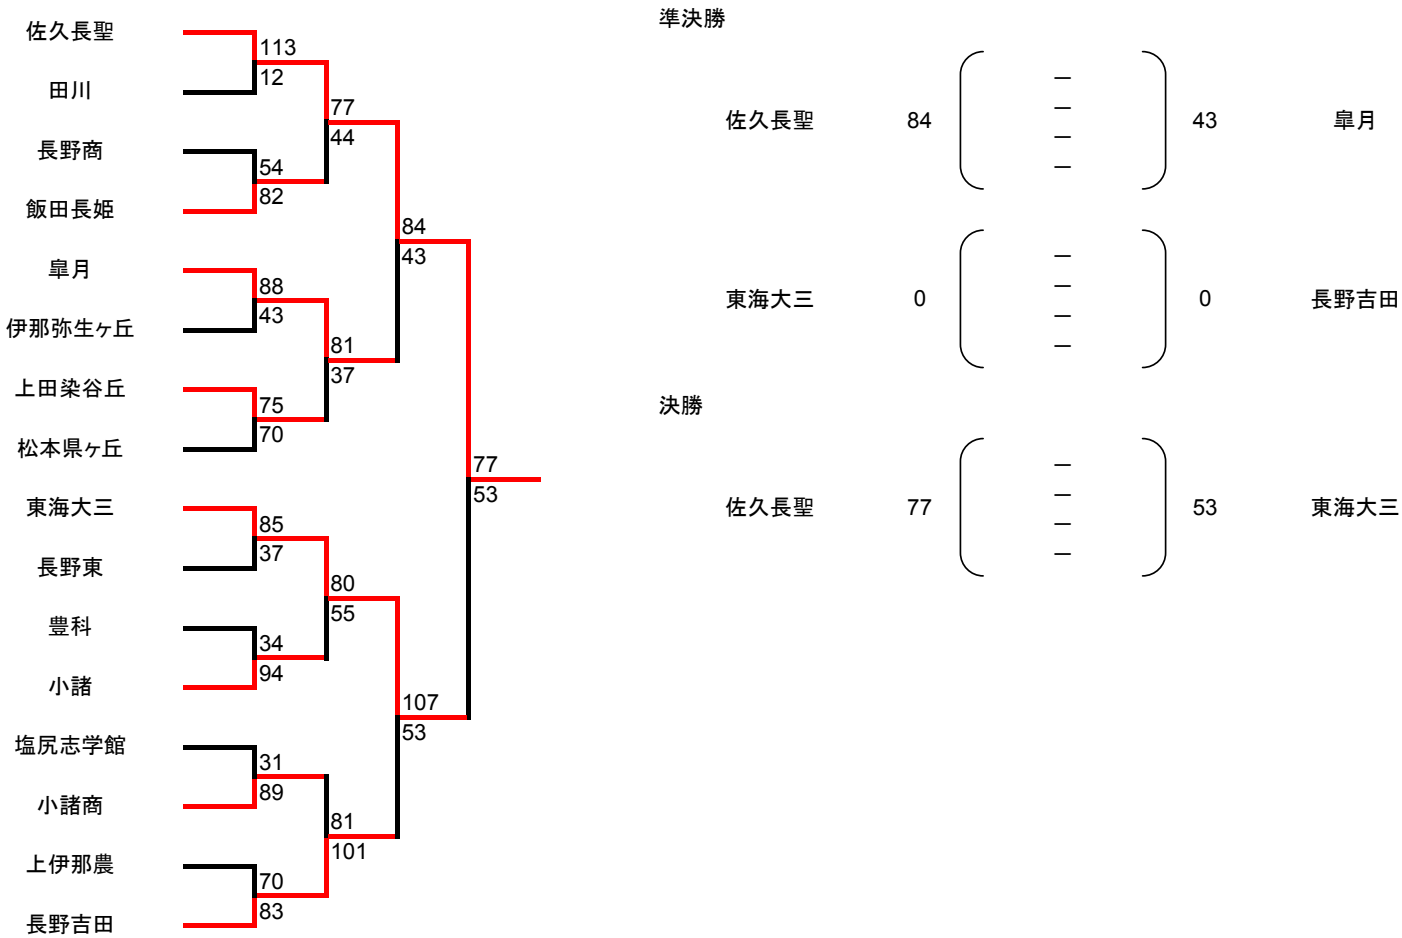 佐久長聖
113
12
田川
77
44
長野商
54
82
飯田長姫
84
43
皐月
88
43
伊那弥生ヶ丘
81
37
上田染谷丘
75
70
松本県ヶ丘
77
53
東海大三
85
37
長野東
80
55
豊科
34
94
小諸
107
53
塩尻志学館
31
89
小諸商
81
101
上伊那農
70
83
長野吉田
準決勝
佐久長聖 84 43 皐月
–
–
–
–
東海大三 0 0 長野吉田
–
–
–
–
決勝
佐久長聖 77 53 東海大三
–
–
–
–